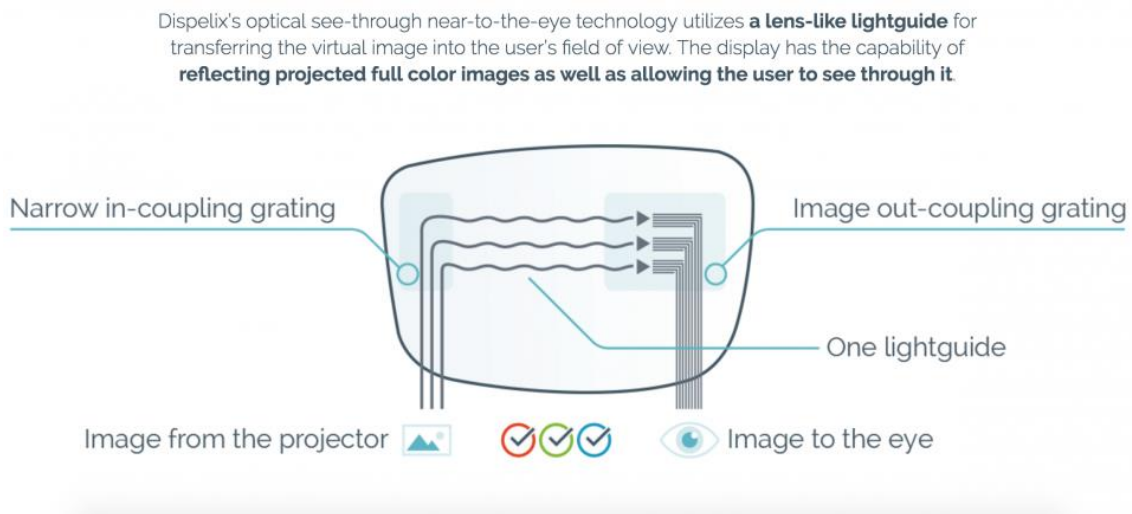 Dispelix's optical see-through near-to-the-eye technology utilizes a lens-like lightguide for
transferring the virtual image into the user's field of view. The display has the capability of
reflecting projected full color images as well as allowing the user to see through it.
Narrow in-coupling grating
Image out-coupling grating
One lightguide
Image from the projector
Image to the eye